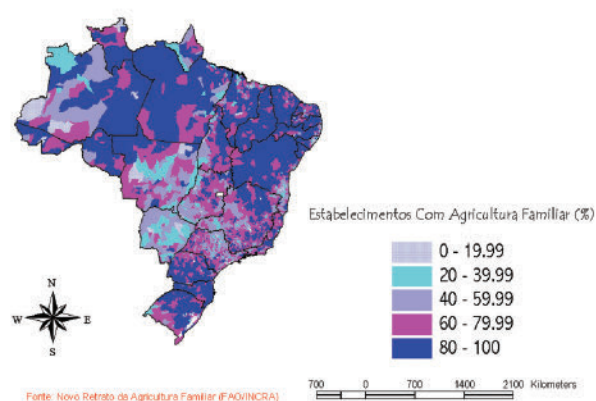 Estabelecimentos Com Agricultura Familiar (%)
0 - 19.99
20 - 39.99
40 - 59.99
60 - 79.99
80 - 100
N
W E
S
Fonte: Novo Retrato da Agricultura Familiar (FAO/INCRA)
700 0 700 1400 2100 Kilometers